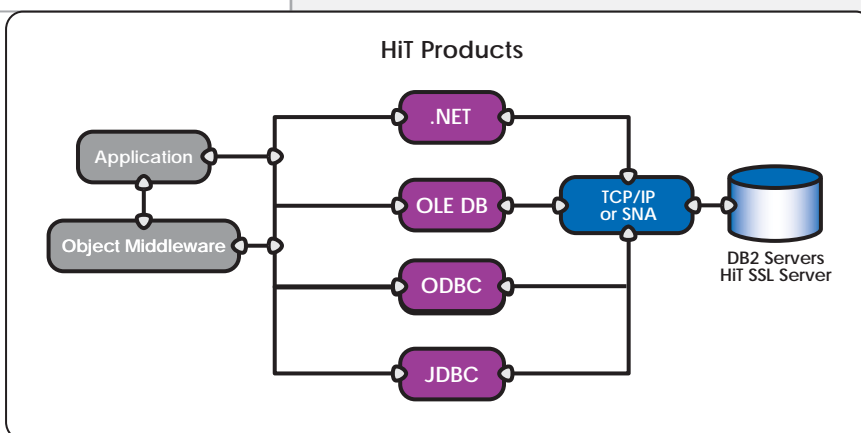 HiT Products
.NET
Application
OLE DB
TCP/IP
or SNA
Object Middleware
DB2 Servers
HiT SSL Server
ODBC
JDBC